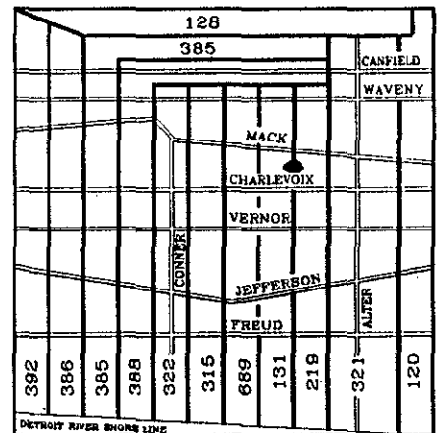 128
385
CANFIELD
WAVENY
MACK
CHARLEVOIX
VERNOR
CONNER
JEFFERSON
ALTER
FREUD
392
386
385
388
322
315
689
131
219
321
120
DETROIT RIVER SHORE LINE